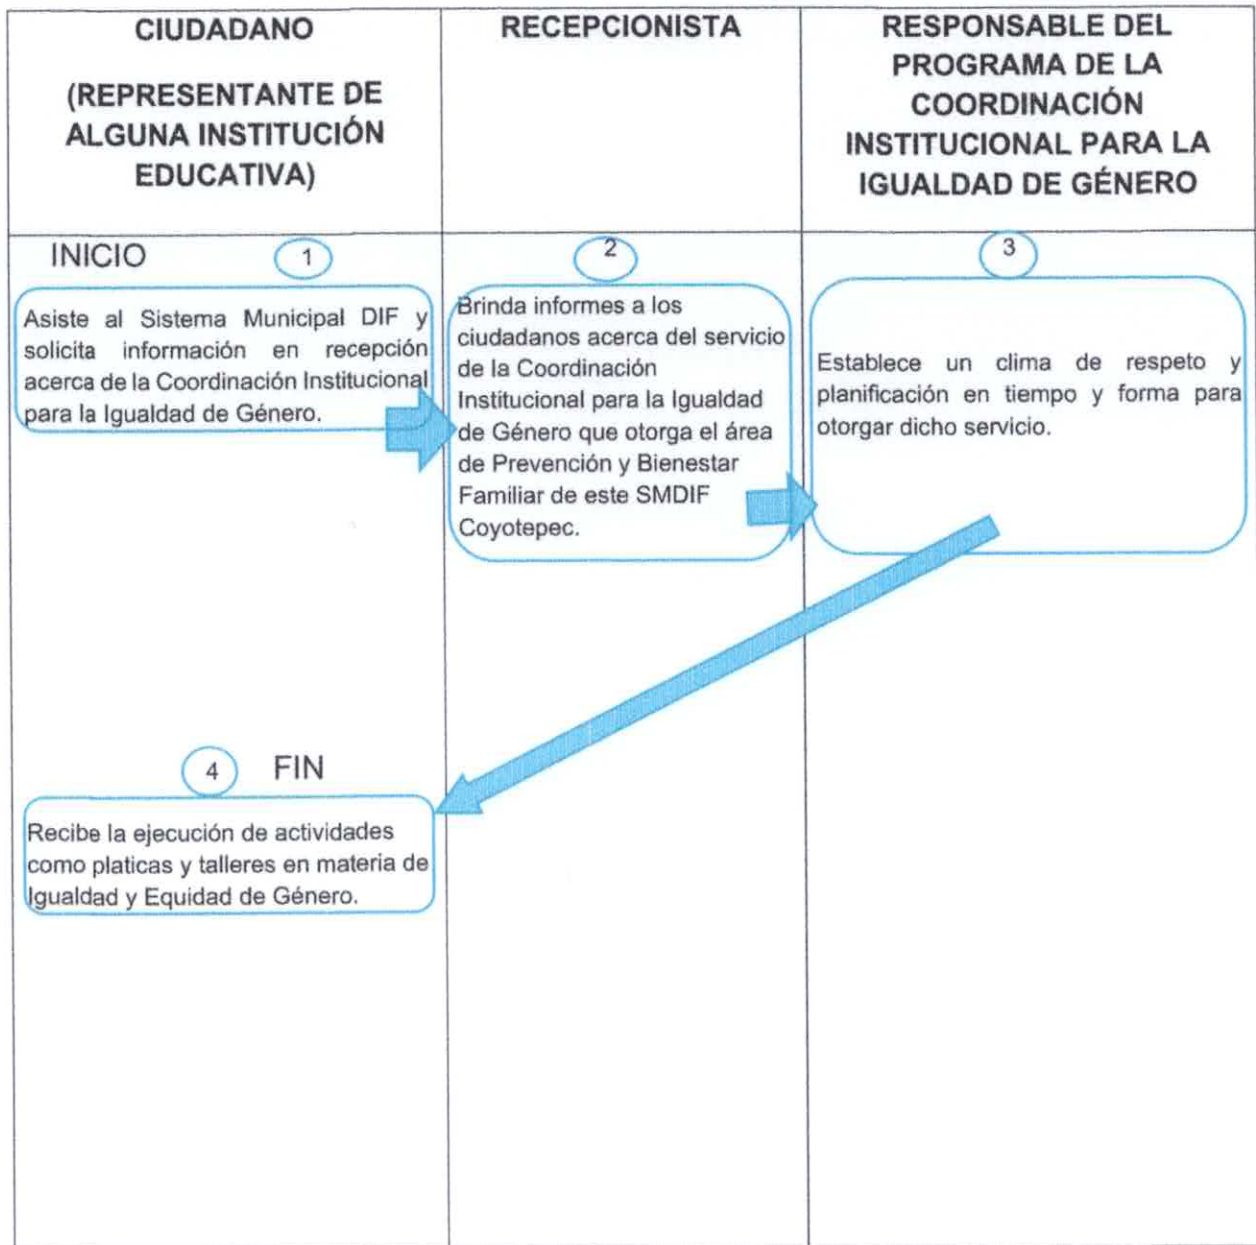 CIUDADANO
(REPRESENTANTE DE
ALGUNA INSTITUCIÓN
EDUCATIVA)
RECEPCIONISTA
RESPONSABLE DEL
PROGRAMA DE LA
COORDINACIÓN
INSTITUCIONAL PARA LA
IGUALDAD DE GÉNERO
INICIO
1
Asiste al Sistema Municipal DIF y
solicita información en recepción
acerca de la Coordinación Institucional
para la Igualdad de Género.
2
Brinda informes a los
ciudadanos acerca del servicio
de la Coordinación
Institucional para la Igualdad
de Género que otorga el área
de Prevención y Bienestar
Familiar de este SMDIF
Coyotepec.
3
Establece un clima de respeto y
planificación en tiempo y forma para
otorgar dicho servicio.
4
FIN
Recibe la ejecución de actividades
como platicas y talleres en materia de
Igualdad y Equidad de Género.